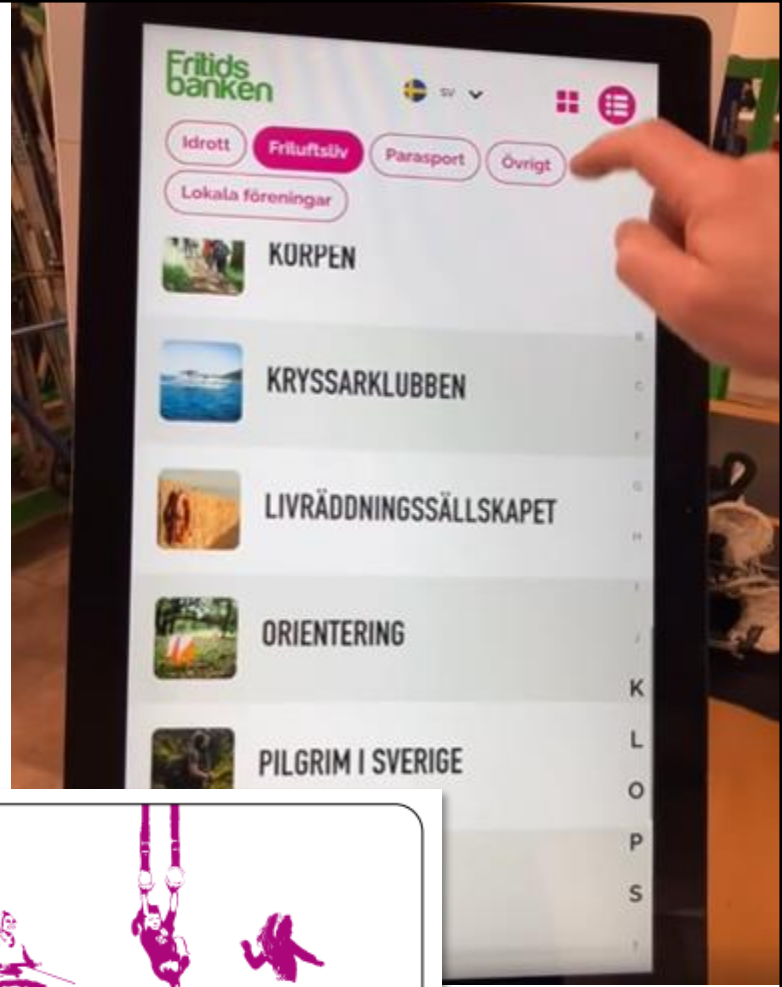 Fritids
banken
SV
Idrott Friluftsliv Parasport Övrigt
Lokala föreningar
KORPEN
KRYSSARKLUBBEN
LIVRÄDDNINGSSÄLLSKAPET
ORIENTERING
PILGRIM I SVERIGE
B
C
F
G
H
I
J
K
L
O
P
S
T